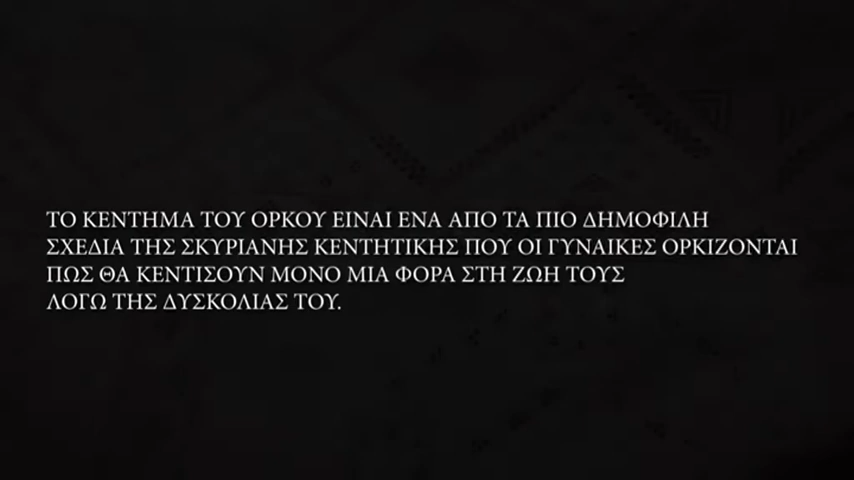 ΤΟ ΚΕΝΤΗΜΑ ΤΟΥ ΟΡΚΟΥ ΕΙΝΑΙ ΕΝΑ ΑΠΟ ΤΑ ΠΙΟ ΔΗΜΟΦΙΛΗ
ΣΧΕΔΙΑ ΤΗΣ ΣΚΥΡΙΑΝΗΣ ΚΕΝΤΗΤΙΚΗΣ ΠΟΥ ΟΙ ΓΥΝΑΙΚΕΣ ΟΡΚΙΖΟΝΤΑΙ
ΠΩΣ ΘΑ ΚΕΝΤΙΣΟΥΝ ΜΟΝΟ ΜΙΑ ΦΟΡΑ ΣΤΗ ΖΩΗ ΤΟΥΣ
ΛΟΓΩ ΤΗΣ ΔΥΣΚΟΛΙΑΣ ΤΟΥ.